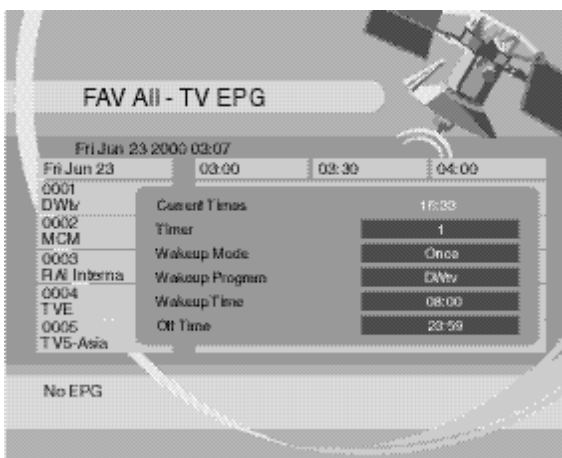 FAV All - TV EPG
Fri Jun 23 2000 03:07
Fri Jun 23 03:00 03:30 04:00
0001
DWtv
0002
MCM
0003
RAI Interna
0004
TVE
0005
TV5-Asia
Current Times 16:33
Timer 1
Wakeup Mode Once
Wakeup Program DWtv
Wakeup Time 08:00
Off Time 23:59
No EPG